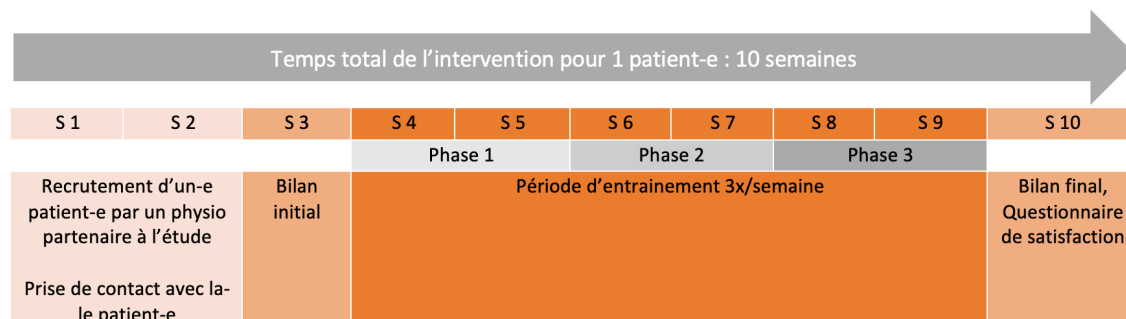 Temps total de l'intervention pour 1 patient-e : 10 semaines
S 1 S 2 S 3 S 4 S 5 S 6 S 7 S 8 S 9 S 10
Phase 1 Phase 2 Phase 3
Recrutement d'un-e
patient-e par un physio
partenaire à l'étude
Prise de contact avec la-
le patient-e
Bilan
initial
Période d'entrainement 3x/semaine
Bilan final,
Questionnaire
de satisfaction